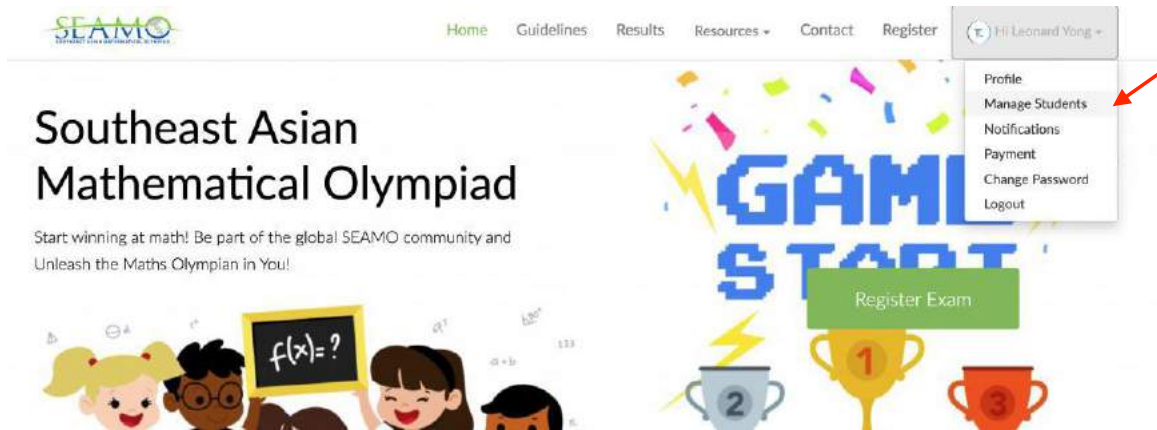 SEAMO
Home Guidelines Results Resources Contact Register Hi Leonard Yong
Profile
Manage Students
Notifications
Payment
Change Password
Logout
Southeast Asian
Mathematical Olympiad
Start winning at math! Be part of the global SEAMO community and
Unleash the Maths Olympian in You!
GAME
START
Register Exam
f(x)=?
a+b
123
1
2
3